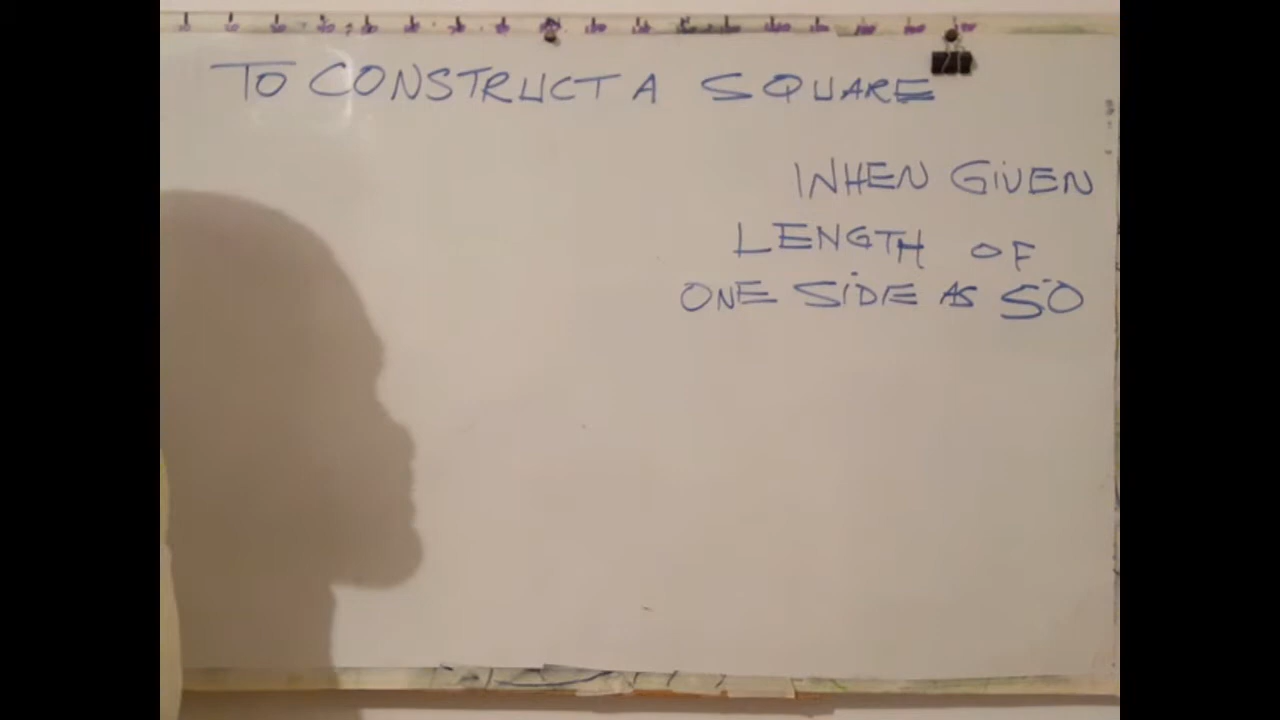 TO CONSTRUCT A SQUARE
WHEN GIVEN
LENGTH OF
ONE SIDE AS 50